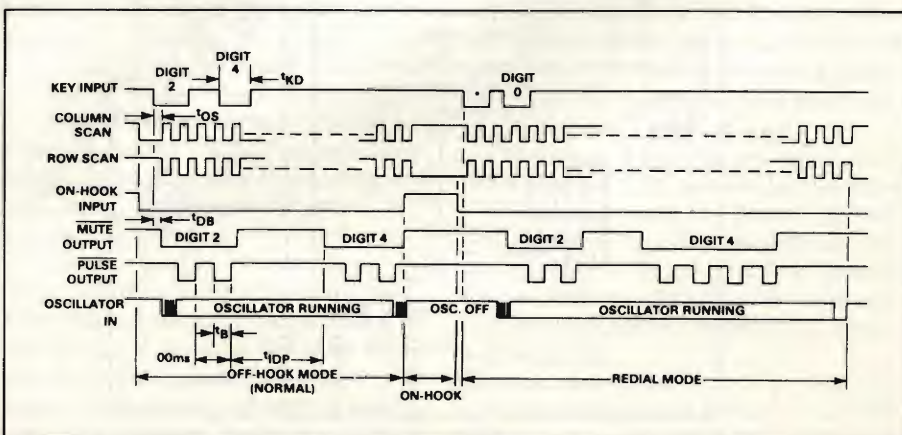 DIGIT 2
DIGIT 4
tKD
DIGIT 0
KEY INPUT
*
COLUMN SCAN
tOS
ROW SCAN
ON-HOOK INPUT
tDB
MUTE OUTPUT
DIGIT 2
DIGIT 4
DIGIT 2
DIGIT 4
PULSE OUTPUT
OSCILLATOR IN
OSCILLATOR RUNNING
OSC. OFF
OSCILLATOR RUNNING
tB
00ms
tIDP
OFF-HOOK MODE (NORMAL)
ON-HOOK
REDIAL MODE